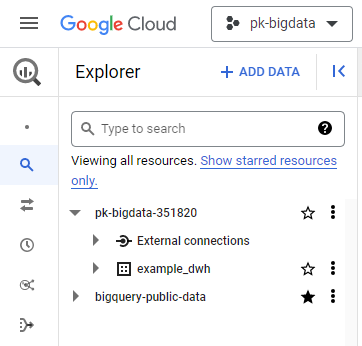 Google Cloud
pk-bigdata
Explorer
+ ADD DATA
Type to search
Viewing all resources. Show starred resources
only.
pk-bigdata-351820
External connections
example_dwh
bigquery-public-data